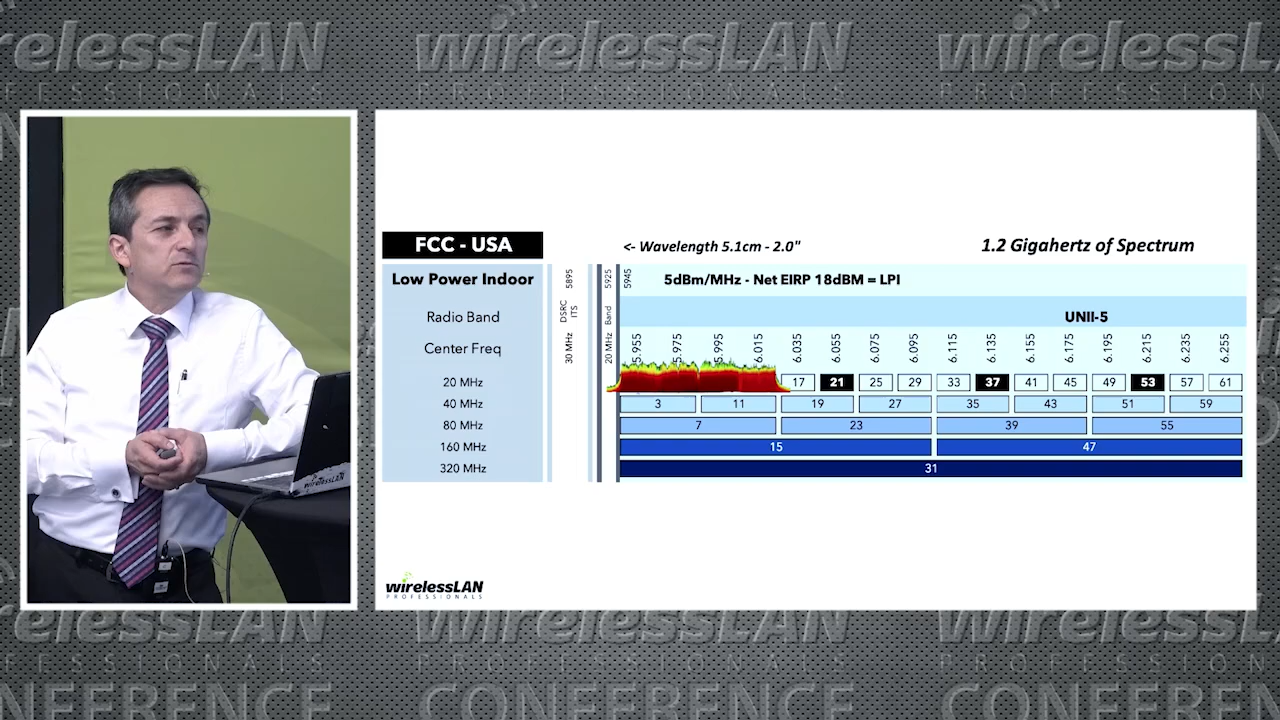 wirelessLAN
PROFESSIONALS
FCC - USA
<- Wavelength 5.1cm - 2.0"
1.2 Gigahertz of Spectrum
Low Power Indoor
5895
5925
5945
5dBm/MHz - Net EIRP 18dBM = LPI
Radio Band
DSRC
ITS
Band
UNII-5
Center Freq
30 MHz
20 MHz
5.955
5.975
5.995
6.015
6.035
6.055
6.075
6.095
6.115
6.135
6.155
6.175
6.195
6.215
6.235
6.255
20 MHz
17
21
25
29
33
37
41
45
49
53
57
61
40 MHz
3
11
19
27
35
43
51
59
80 MHz
7
23
39
55
160 MHz
15
47
320 MHz
31
wirelessLAN
wirelessLAN
PROFESSIONALS
wirelessLAN
PROFESSIONALS
CONFERENCE